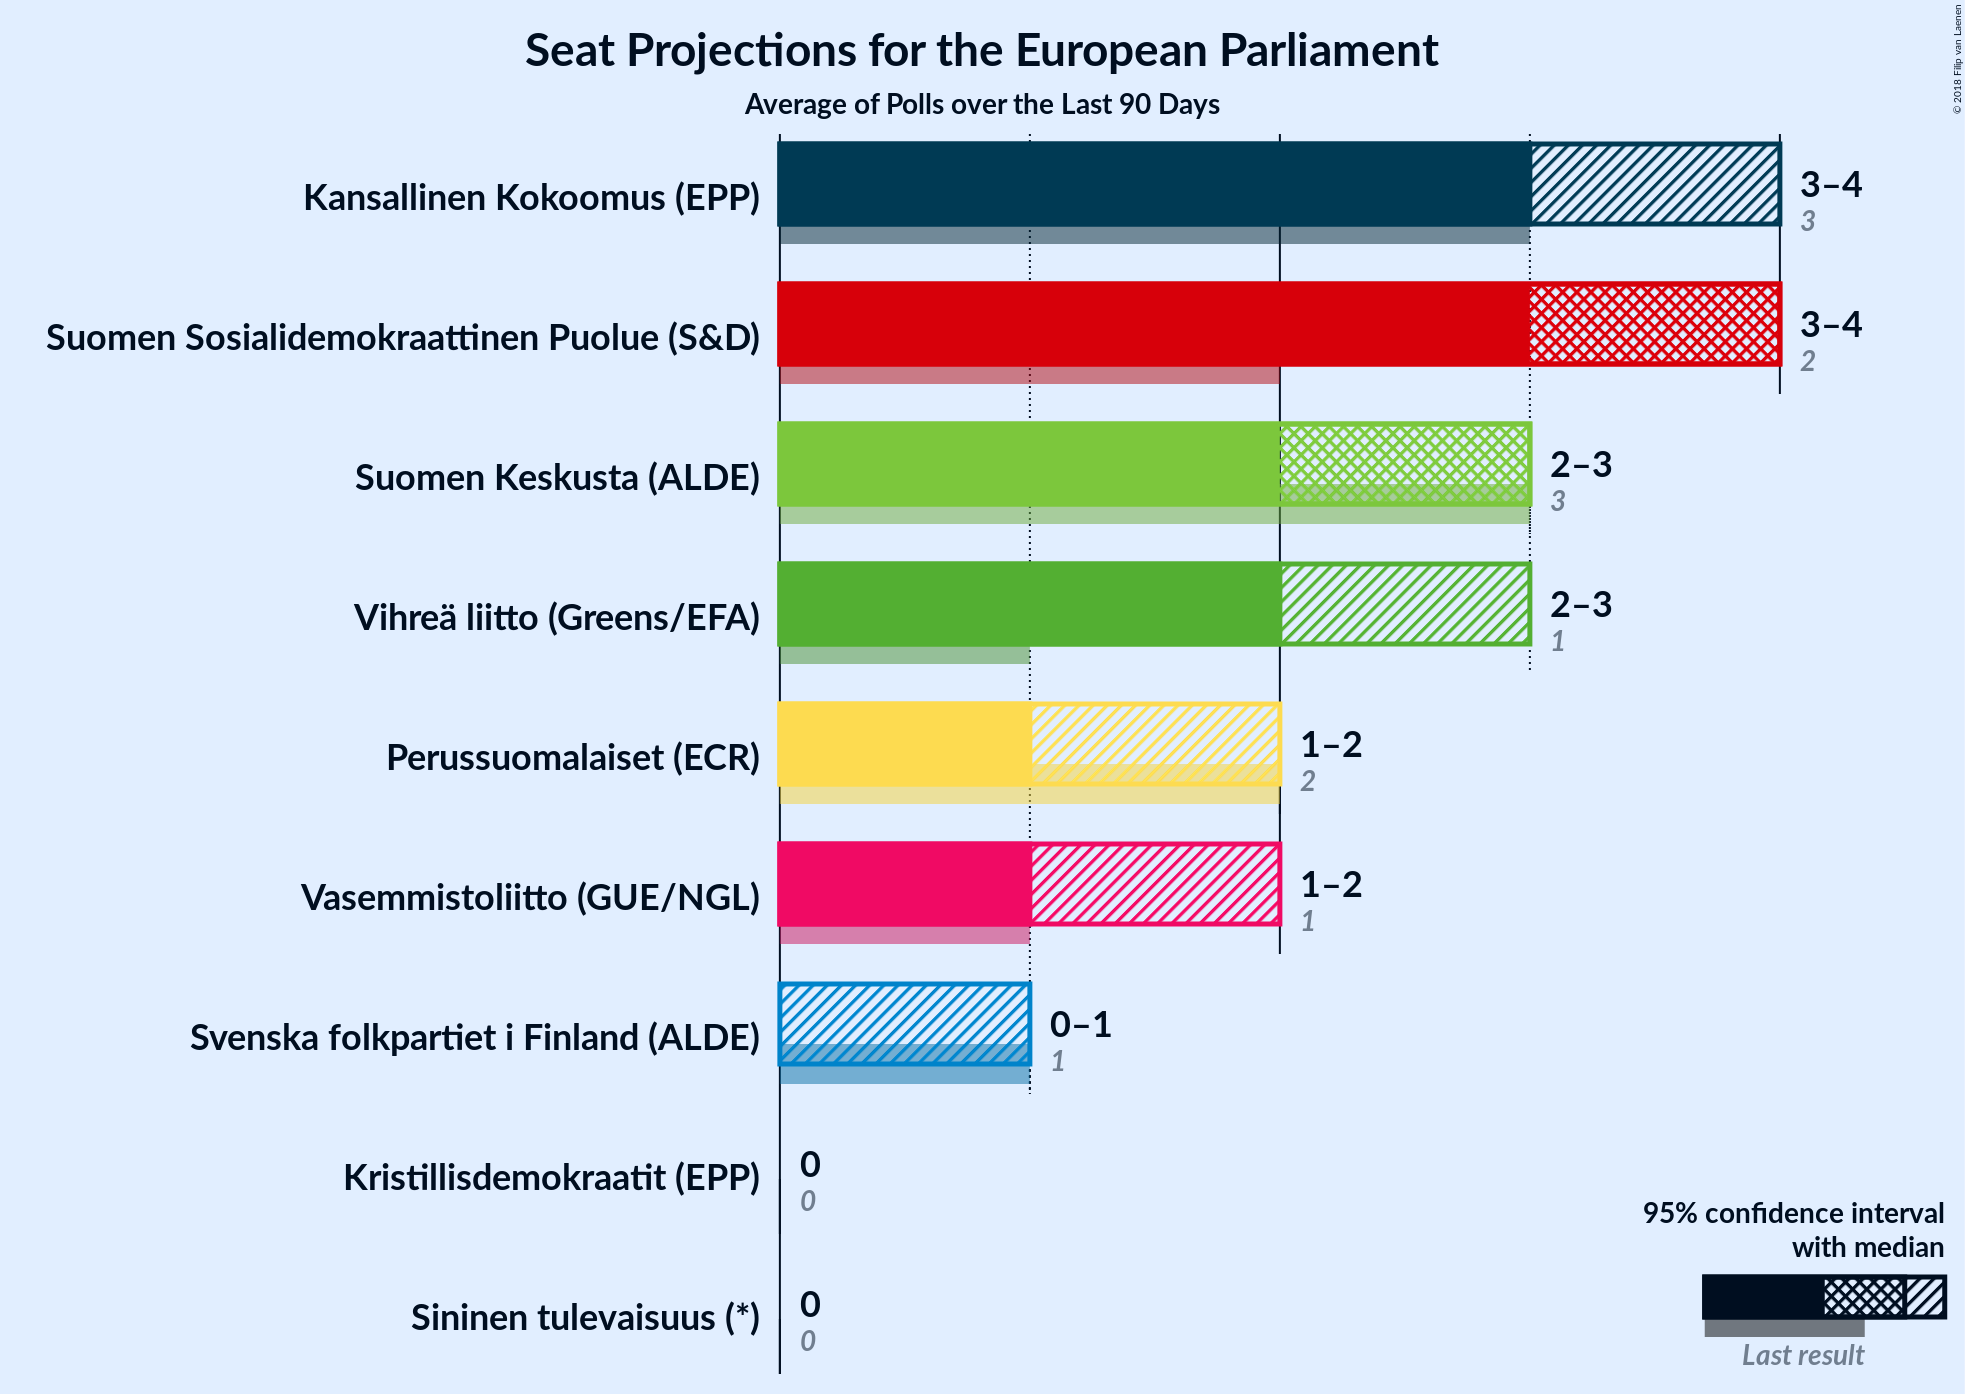 Seat Projections for the European Parliament
Average of Polls over the Last 90 Days
© 2018 Filip van Laenen
Kansallinen Kokoomus (EPP)
3–4
3
Suomen Sosialidemokraattinen Puolue (S&D)
3–4
2
Suomen Keskusta (ALDE)
2–3
3
Vihreä liitto (Greens/EFA)
2–3
1
Perussuomalaiset (ECR)
1–2
2
Vasemmistoliitto (GUE/NGL)
1–2
1
Svenska folkpartiet i Finland (ALDE)
0–1
1
Kristillisdemokraatit (EPP)
0
0
Sininen tulevaisuus (*)
0
0
95% confidence interval
with median
Last result